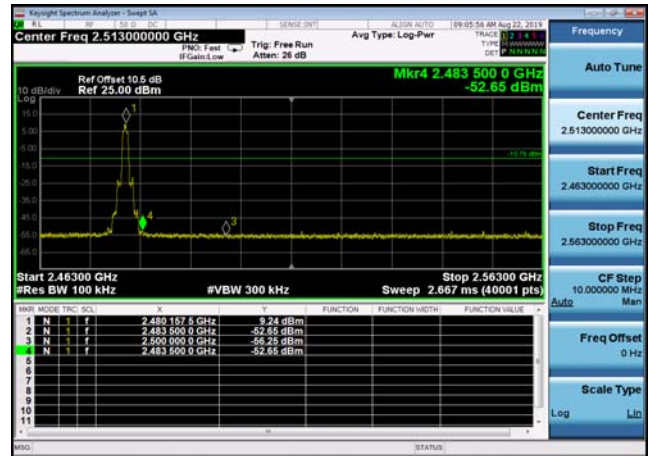 Keysight Spectrum Analyzer - Swept SA
RL RF 50 Ω DC SENSE:INT ALIGN AUTO 09:05:56 AM Aug 22, 2019
Center Freq 2.513000000 GHz
PNO: Fast
IFGain:Low
Trig: Free Run
Atten: 26 dB
Avg Type: Log-Pwr
TRACE 1 2 3 4 5 6
TYPE M WWWWW
DET P N N N N N
Ref Offset 10.5 dB
10 dB/div Ref 25.00 dBm
Mkr4 2.483 500 0 GHz
-52.65 dBm
Log
15.0
5.00
-5.00
-15.0
-25.0
-35.0
-45.0
-55.0
-65.0
1
4
3
-10.76 dBm
Start 2.46300 GHz
Stop 2.56300 GHz
#Res BW 100 kHz
#VBW 300 kHz
Sweep 2.667 ms (40001 pts)
MKR MODE TRC SCL X Y FUNCTION FUNCTION WIDTH FUNCTION VALUE
1 N 1 f 2.480 157 5 GHz 9.24 dBm
2 N 1 f 2.483 500 0 GHz -52.65 dBm
3 N 1 f 2.500 000 0 GHz -56.25 dBm
4 N 1 f 2.483 500 0 GHz -52.65 dBm
5
6
7
8
9
10
11
MSG
STATUS
Frequency
Auto Tune
Center Freq
2.513000000 GHz
Start Freq
2.463000000 GHz
Stop Freq
2.563000000 GHz
CF Step
10.000000 MHz
Auto Man
Freq Offset
0 Hz
Scale Type
Log Lin